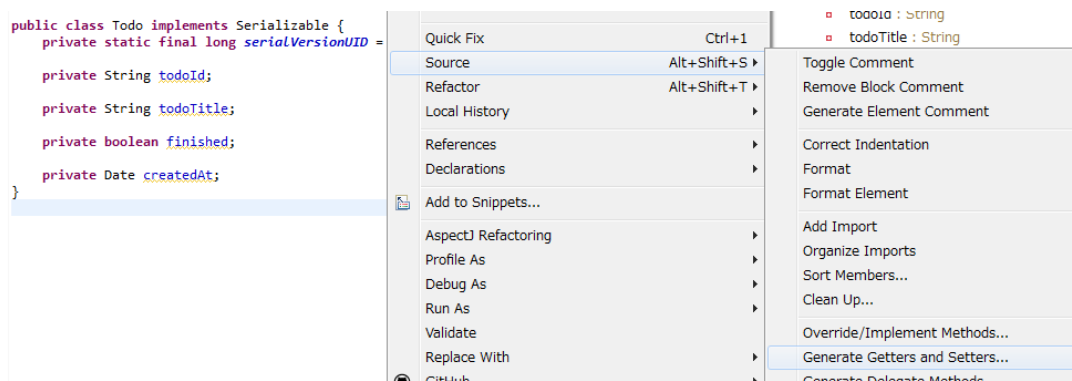 public class Todo implements Serializable {
private static final long serialVersionUID =
private String todoId;
private String todoTitle;
private boolean finished;
private Date createdAt;
}
Quick Fix Ctrl+1
Source Alt+Shift+S
Refactor Alt+Shift+T
Local History
References
Declarations
Add to Snippets...
AspectJ Refactoring
Profile As
Debug As
Run As
Validate
Replace With
GitHub
todoId : String
todoTitle : String
Toggle Comment
Remove Block Comment
Generate Element Comment
Correct Indentation
Format
Format Element
Add Import
Organize Imports
Sort Members...
Clean Up...
Override/Implement Methods...
Generate Getters and Setters...
Generate Delegate Methods...